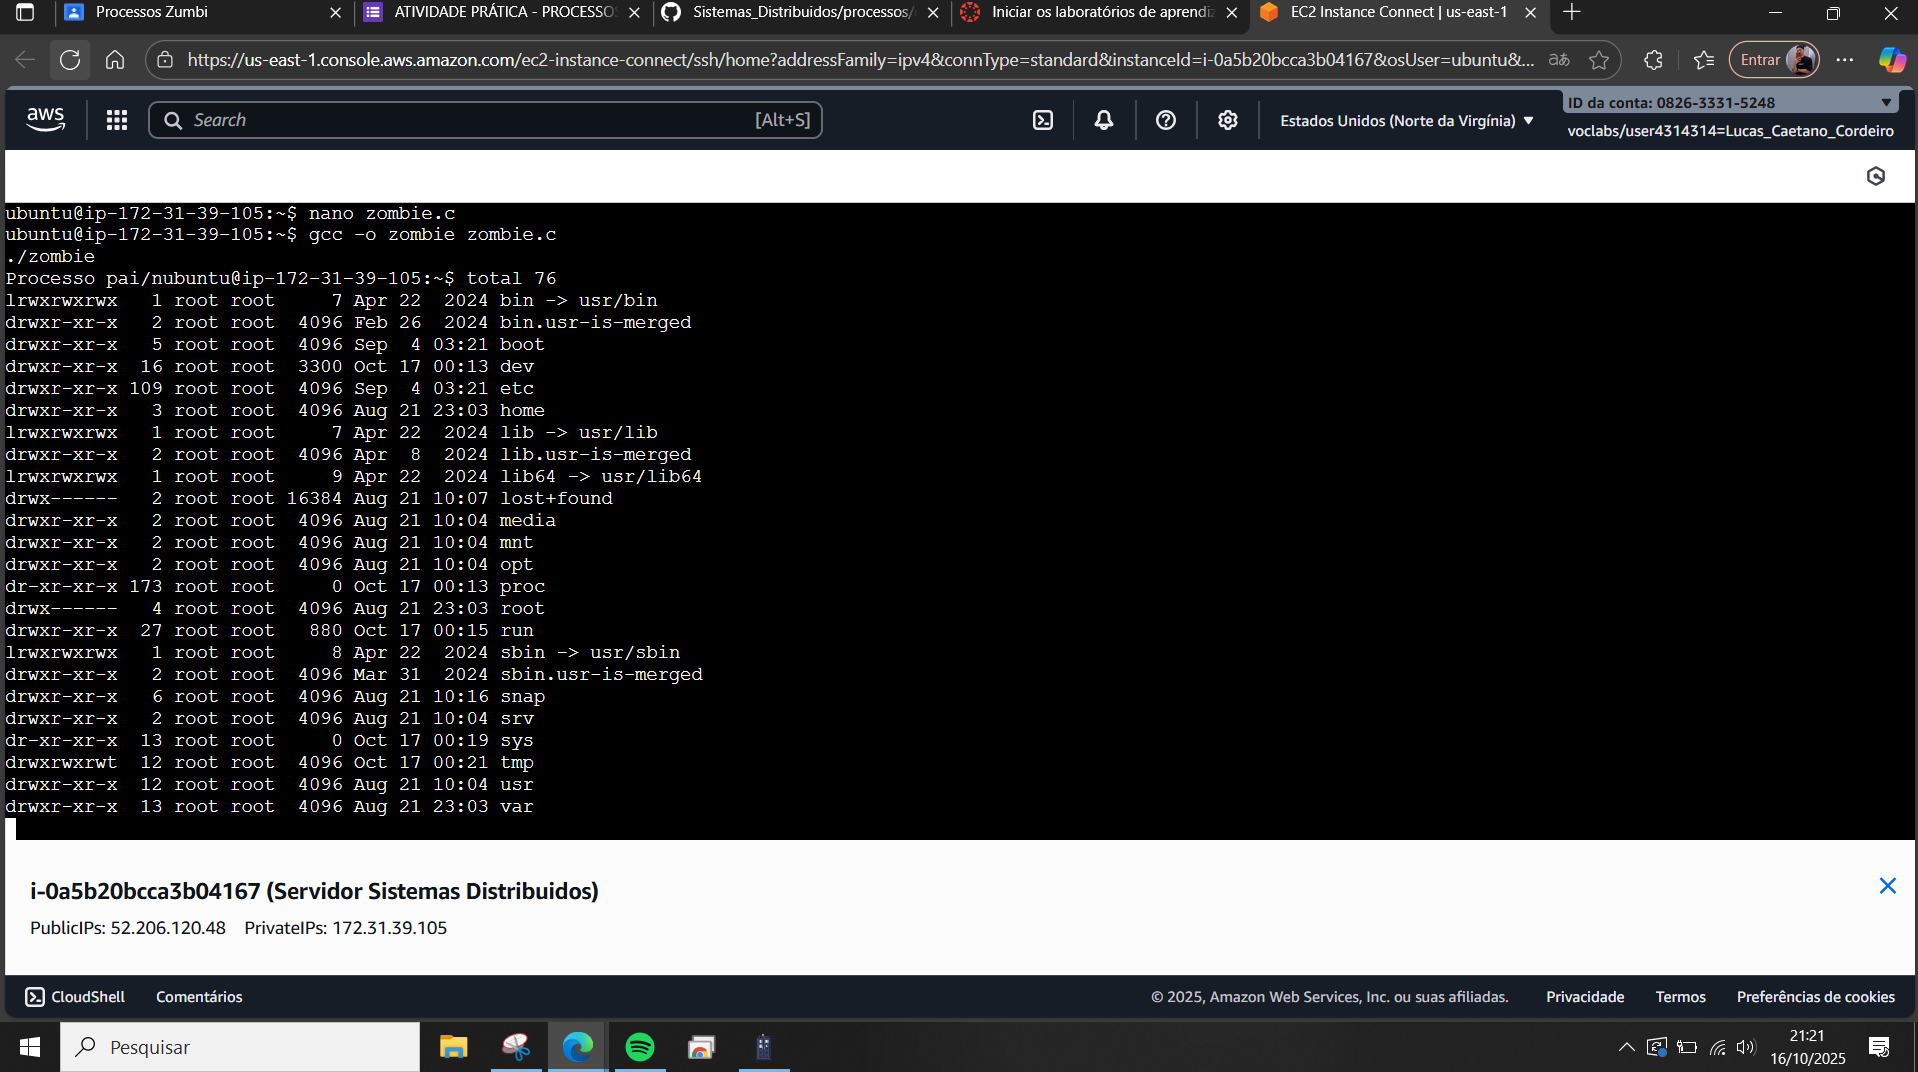 Processos Zumbi
ATIVIDADE PRÁTICA - PROCESSOS
Sistemas_Distribuidos/processos/
Iniciar os laboratórios de aprendiz
EC2 Instance Connect | us-east-1
https://us-east-1.console.aws.amazon.com/ec2-instance-connect/ssh/home?addressFamily=ipv4&connType=standard&instanceId=i-0a5b20bcca3b04167&osUser=ubuntu&...
Entrar
aws
Search
[Alt+S]
Estados Unidos (Norte da Virgínia)
ID da conta: 0826-3331-5248
voclabs/user4314314=Lucas_Caetano_Cordeiro
ubuntu@ip-172-31-39-105:~$ nano zombie.c
ubuntu@ip-172-31-39-105:~$ gcc -o zombie zombie.c
./zombie
Processo pai/nubuntu@ip-172-31-39-105:~$ total 76
lrwxrwxrwx   1 root root     7 Apr 22  2024 bin -> usr/bin
drwxr-xr-x   2 root root  4096 Feb 26  2024 bin.usr-is-merged
drwxr-xr-x   5 root root  4096 Sep  4 03:21 boot
drwxr-xr-x  16 root root  3300 Oct 17 00:13 dev
drwxr-xr-x 109 root root  4096 Sep  4 03:21 etc
drwxr-xr-x   3 root root  4096 Aug 21 23:03 home
lrwxrwxrwx   1 root root     7 Apr 22  2024 lib -> usr/lib
drwxr-xr-x   2 root root  4096 Apr  8  2024 lib.usr-is-merged
lrwxrwxrwx   1 root root     9 Apr 22  2024 lib64 -> usr/lib64
drwx------   2 root root 16384 Aug 21 10:07 lost+found
drwxr-xr-x   2 root root  4096 Aug 21 10:04 media
drwxr-xr-x   2 root root  4096 Aug 21 10:04 mnt
drwxr-xr-x   2 root root  4096 Aug 21 10:04 opt
dr-xr-xr-x 173 root root     0 Oct 17 00:13 proc
drwx------   4 root root  4096 Aug 21 23:03 root
drwxr-xr-x  27 root root   880 Oct 17 00:15 run
lrwxrwxrwx   1 root root     8 Apr 22  2024 sbin -> usr/sbin
drwxr-xr-x   2 root root  4096 Mar 31  2024 sbin.usr-is-merged
drwxr-xr-x   6 root root  4096 Aug 21 10:16 snap
drwxr-xr-x   2 root root  4096 Aug 21 10:04 srv
dr-xr-xr-x  13 root root     0 Oct 17 00:19 sys
drwxrwxrwt  12 root root  4096 Oct 17 00:21 tmp
drwxr-xr-x  12 root root  4096 Aug 21 10:04 usr
drwxr-xr-x  13 root root  4096 Aug 21 23:03 var
i-0a5b20bcca3b04167 (Servidor Sistemas Distribuidos)
PublicIPs: 52.206.120.48    PrivateIPs: 172.31.39.105
CloudShell
Comentários
© 2025, Amazon Web Services, Inc. ou suas afiliadas.
Privacidade
Termos
Preferências de cookies
Pesquisar
21:21
16/10/2025